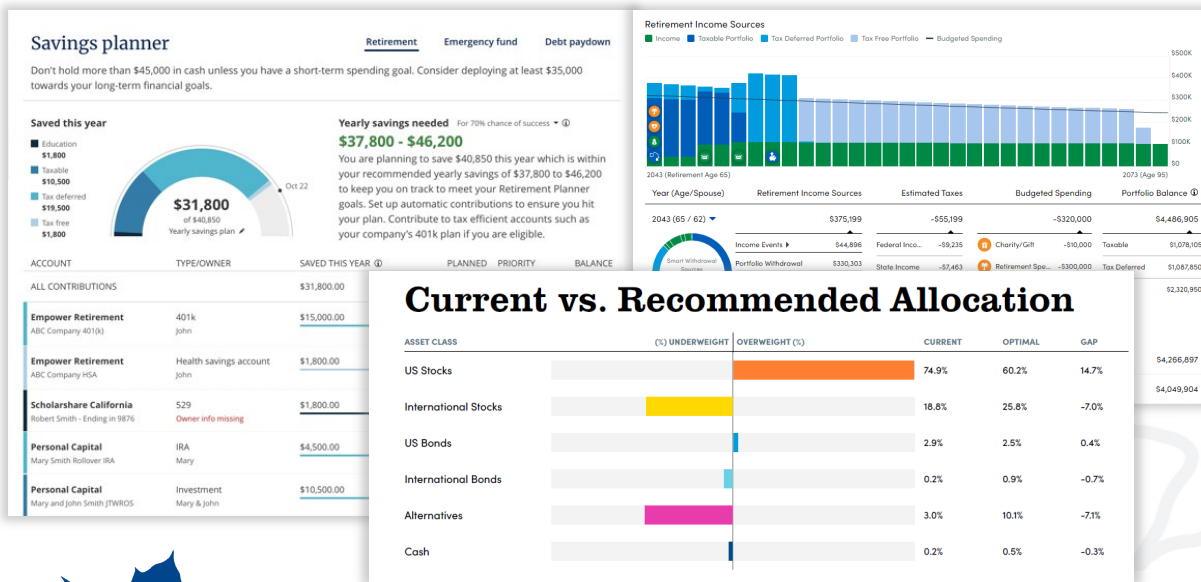 Savings planner
Retirement Emergency fund Debt paydown
Don't hold more than $45,000 in cash unless you have a short-term spending goal. Consider deploying at least $35,000
towards your long-term financial goals.
Saved this year
Education
$1,800
Taxable
$10,500
Tax deferred
$19,500
Tax free
$1,800
Oct 22
$31,800
of $40,850
Yearly savings plan
Yearly savings needed For 70% chance of success
$37,800 - $46,200
You are planning to save $40,850 this year which is within
your recommended yearly savings of $37,800 to $46,200
to keep you on track to meet your Retirement Planner
goals. Set up automatic contributions to ensure you hit
your plan. Contribute to tax efficient accounts such as
your company's 401k plan if you are eligible.
ACCOUNT TYPE/OWNER SAVED THIS YEAR PLANNED PRIORITY BALANCE
ALL CONTRIBUTIONS $31,800.00
Empower Retirement 401k $15,000.00
ABC Company 401(k) John
Empower Retirement Health savings account $1,800.00
ABC Company HSA John
Scholarshare California 529 $1,800.00
Robert Smith - Ending in 9876 Owner info missing
Personal Capital IRA $4,500.00
Mary Smith Rollover IRA Mary
Personal Capital Investment $10,500.00
Mary and John Smith JTWROS Mary & John
Retirement Income Sources
Income Taxable Portfolio Tax Deferred Portfolio Tax Free Portfolio Budgeted Spending
$500K
$400K
$300K
$200K
$100K
$0
2043 (Retirement Age 65) 2073 (Age 95)
Year (Age/Spouse) Retirement Income Sources Estimated Taxes Budgeted Spending Portfolio Balance
2043 (65 / 62) $375,199 -$55,199 -$320,000 $4,486,905
Income Events $44,896 Federal Inco... -$9,235 Charity/Gift -$10,000 Taxable $1,078,105
Smart Withdrawal
Sources
Portfolio Withdrawal $330,303 State Income -$7,463 Retirement Spe... -$300,000 Tax Deferred $1,087,850
$2,320,950
$4,266,897
$4,049,904
Current vs. Recommended Allocation
ASSET CLASS (%) UNDERWEIGHT OVERWEIGHT (%) CURRENT OPTIMAL GAP
US Stocks 74.9% 60.2% 14.7%
International Stocks 18.8% 25.8% -7.0%
US Bonds 2.9% 2.5% 0.4%
International Bonds 0.2% 0.9% -0.7%
Alternatives 3.0% 10.1% -7.1%
Cash 0.2% 0.5% -0.3%